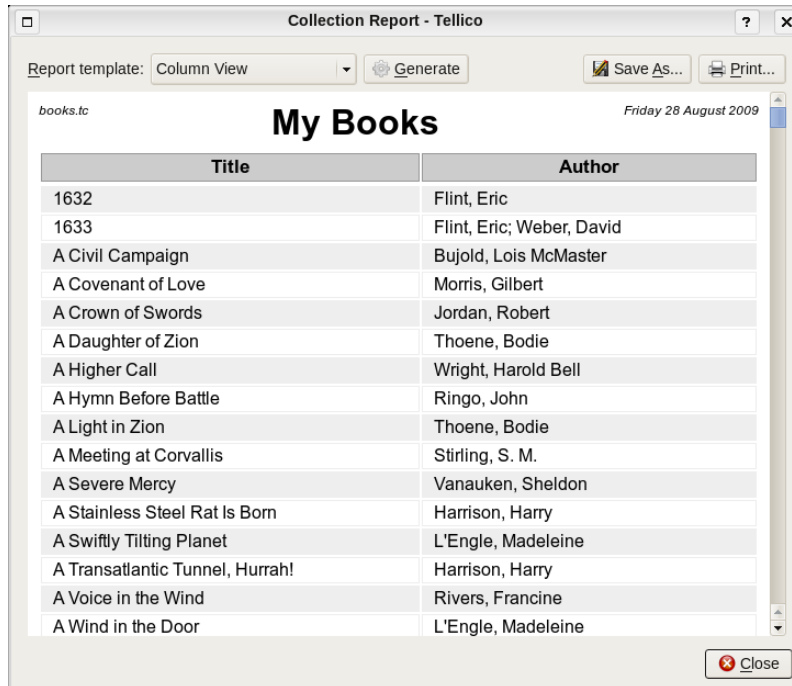 Collection Report - Tellico
Report template: Column View Generate Save As... Print...
books.tc My Books Friday 28 August 2009
Title Author
1632 Flint, Eric
1633 Flint, Eric; Weber, David
A Civil Campaign Bujold, Lois McMaster
A Covenant of Love Morris, Gilbert
A Crown of Swords Jordan, Robert
A Daughter of Zion Thoene, Bodie
A Higher Call Wright, Harold Bell
A Hymn Before Battle Ringo, John
A Light in Zion Thoene, Bodie
A Meeting at Corvallis Stirling, S. M.
A Severe Mercy Vanauken, Sheldon
A Stainless Steel Rat Is Born Harrison, Harry
A Swiftly Tilting Planet L'Engle, Madeleine
A Transatlantic Tunnel, Hurrah! Harrison, Harry
A Voice in the Wind Rivers, Francine
A Wind in the Door L'Engle, Madeleine
Close